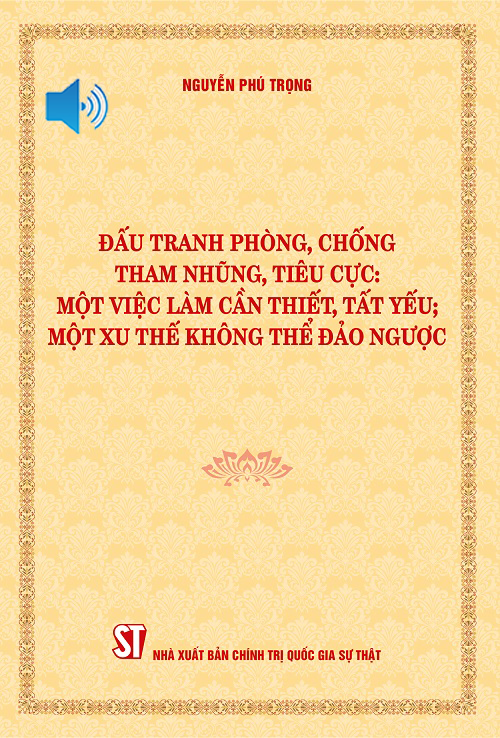 NGUYỄN PHÚ TRỌNG
ĐẤU TRANH PHÒNG, CHỐNG
THAM NHŨNG, TIÊU CỰC:
MỘT VIỆC LÀM CẦN THIẾT, TẤT YẾU;
MỘT XU THẾ KHÔNG THỂ ĐẢO NGƯỢC
ST
NHÀ XUẤT BẢN CHÍNH TRỊ QUỐC GIA SỰ THẬT